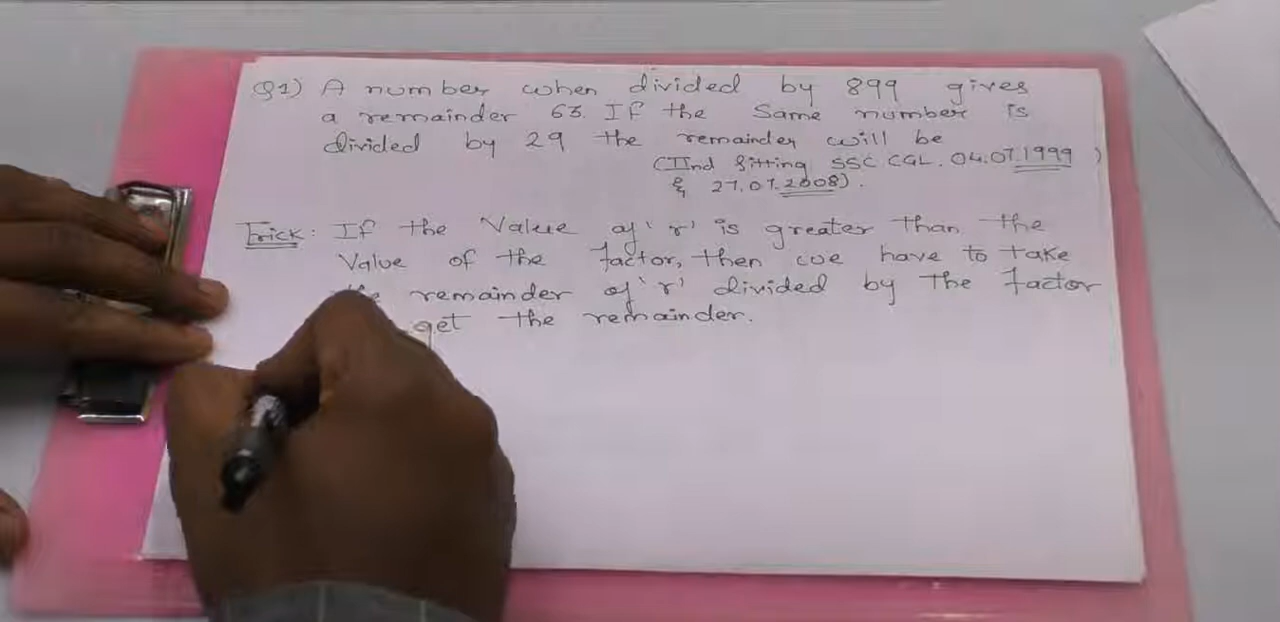 Q1) A number when divided by 899 gives
a remainder 63. If the Same number is
divided by 29 the remainder will be
(IInd Sitting SSC CGL. 04.07.1999
& 27.07.2008).
Trick: If the Value of 'r' is greater than the
Value of the factor, then we have to take
the remainder of 'r' divided by The factor
get the remainder.